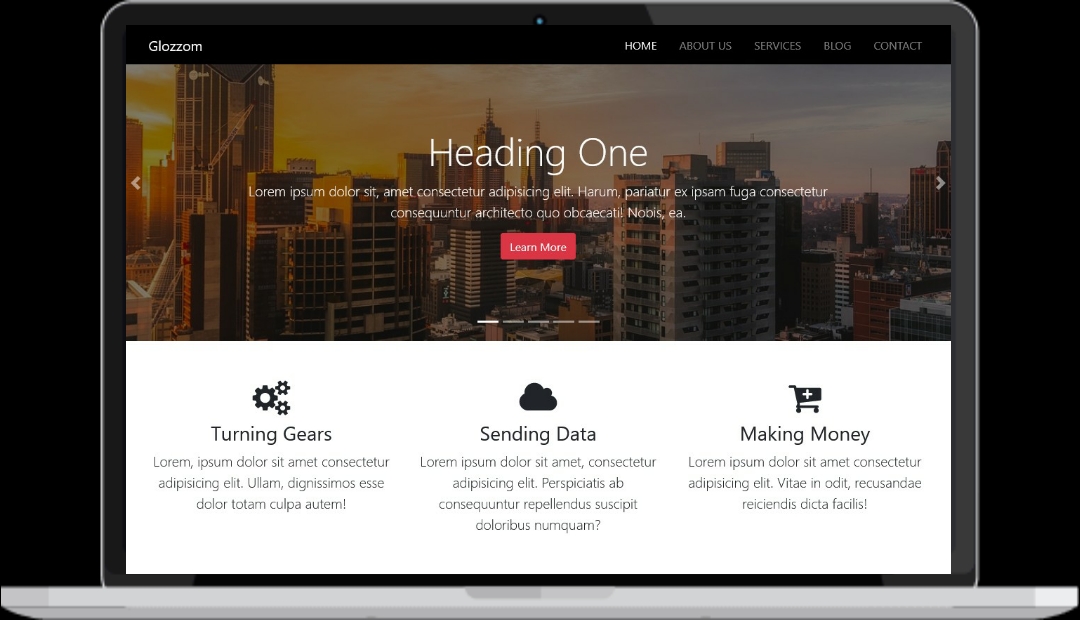 Glozzom
HOME ABOUT US SERVICES BLOG CONTACT
Heading One
Lorem ipsum dolor sit, amet consectetur adipisicing elit. Harum, pariatur ex ipsam fuga consectetur
consequuntur architecto quo obcaecati! Nobis, ea.
Learn More
Turning Gears
Lorem, ipsum dolor sit amet consectetur
adipisicing elit. Ullam, dignissimos esse
dolor totam culpa autem!
Sending Data
Lorem ipsum dolor sit amet, consectetur
adipisicing elit. Perspiciatis ab
consequuntur repellendus suscipit
doloribus numquam?
Making Money
Lorem ipsum dolor sit amet consectetur
adipisicing elit. Vitae in odit, recusandae
reiciendis dicta facilis!